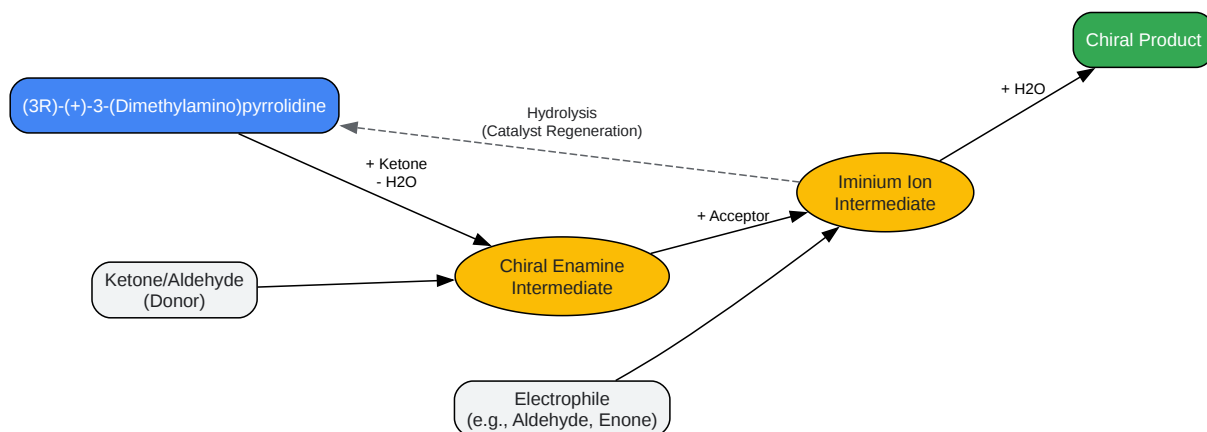 Chiral Product
+ H2O
(3R)-(+)-3-(Dimethylamino)pyrrolidine
Hydrolysis
(Catalyst Regeneration)
+ Ketone
- H2O
Iminium Ion
Intermediate
+ Acceptor
Chiral Enamine
Intermediate
Ketone/Aldehyde
(Donor)
Electrophile
(e.g., Aldehyde, Enone)